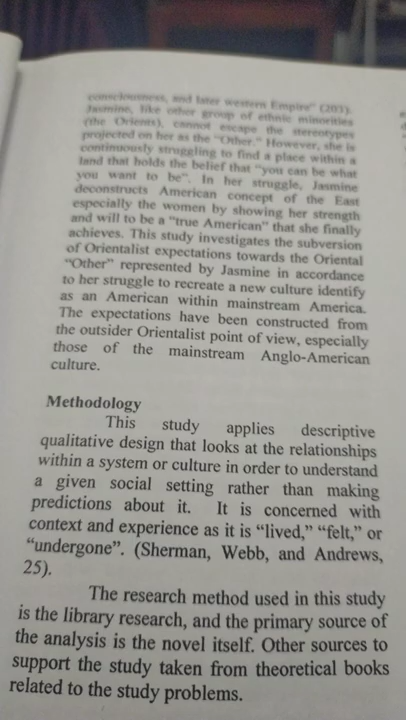 consciousness, and later western Empire" (203).
Jasmine, like other group of ethnic minorities
(the Orients), cannot escape the stereotypes
projected on her as the "Other." However, she is
continuously struggling to find a place within a
land that holds the belief that "you can be what
you want to be". In her struggle, Jasmine
deconstructs American concept of the East
especially the women by showing her strength
and will to be a "true American" that she finally
achieves. This study investigates the subversion
of Orientalist expectations towards the Oriental
"Other" represented by Jasmine in accordance
to her struggle to recreate a new culture identify
as an American within mainstream America.
The expectations have been constructed from
the outsider Orientalist point of view, especially
those of the mainstream Anglo-American
culture.
Methodology
This study applies descriptive
qualitative design that looks at the relationships
within a system or culture in order to understand
a given social setting rather than making
predictions about it. It is concerned with
context and experience as it is "lived," "felt," or
"undergone". (Sherman, Webb, and Andrews,
25).
The research method used in this study
is the library research, and the primary source of
the analysis is the novel itself. Other sources to
support the study taken from theoretical books
related to the study problems.